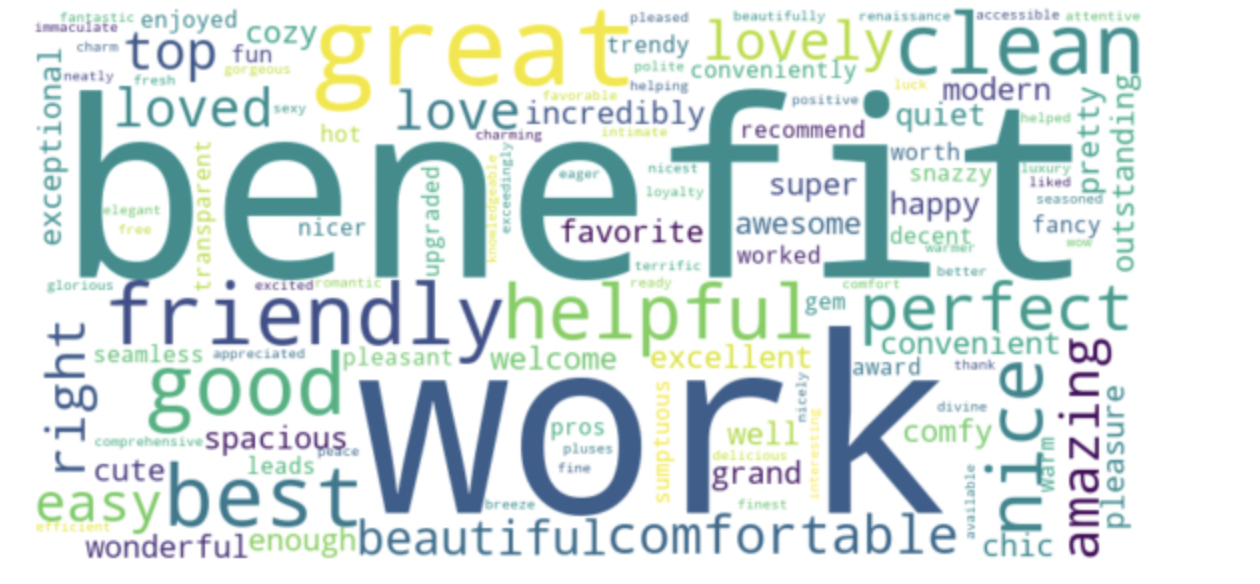 fantastic
immaculate
enjoyed
cozy
great
pleased
beautifully
renaissance
accessible
attentive
charm
top
fun
trendy
lovely
clean
neatly
fresh
gorgeous
polite
conveniently
exceptional
loved
sexy
hot
love
favorable
helping
incredibly
charming
intimate
positive
recommend
luck
modern
quiet
helped
pretty
outstanding
benefit
elegant
free
transparent
nicer
upgraded
knowledgeable
exceedingly
eager
nicest
loyalty
super
worth
snazzy
luxury
liked
seasoned
favorite
awesome
happy
fancy
worked
decent
warmer
wow
terrific
better
glorious
excited
romantic
ready
comfort
friendly
helpful
gem
perfect
right
seamless
appreciated
pleasant
welcome
excellent
convenient
good
award
thank
work
nice
amazing
nicely
pleasure
comprehensive
spacious
peace
pros
pluses
fine
sumptuous
well
delicious
grand
interesting
divine
comfy
warm
cute
leads
easy
best
breeze
finest
available
efficient
wonderful
enough
beautiful
comfortable
chic